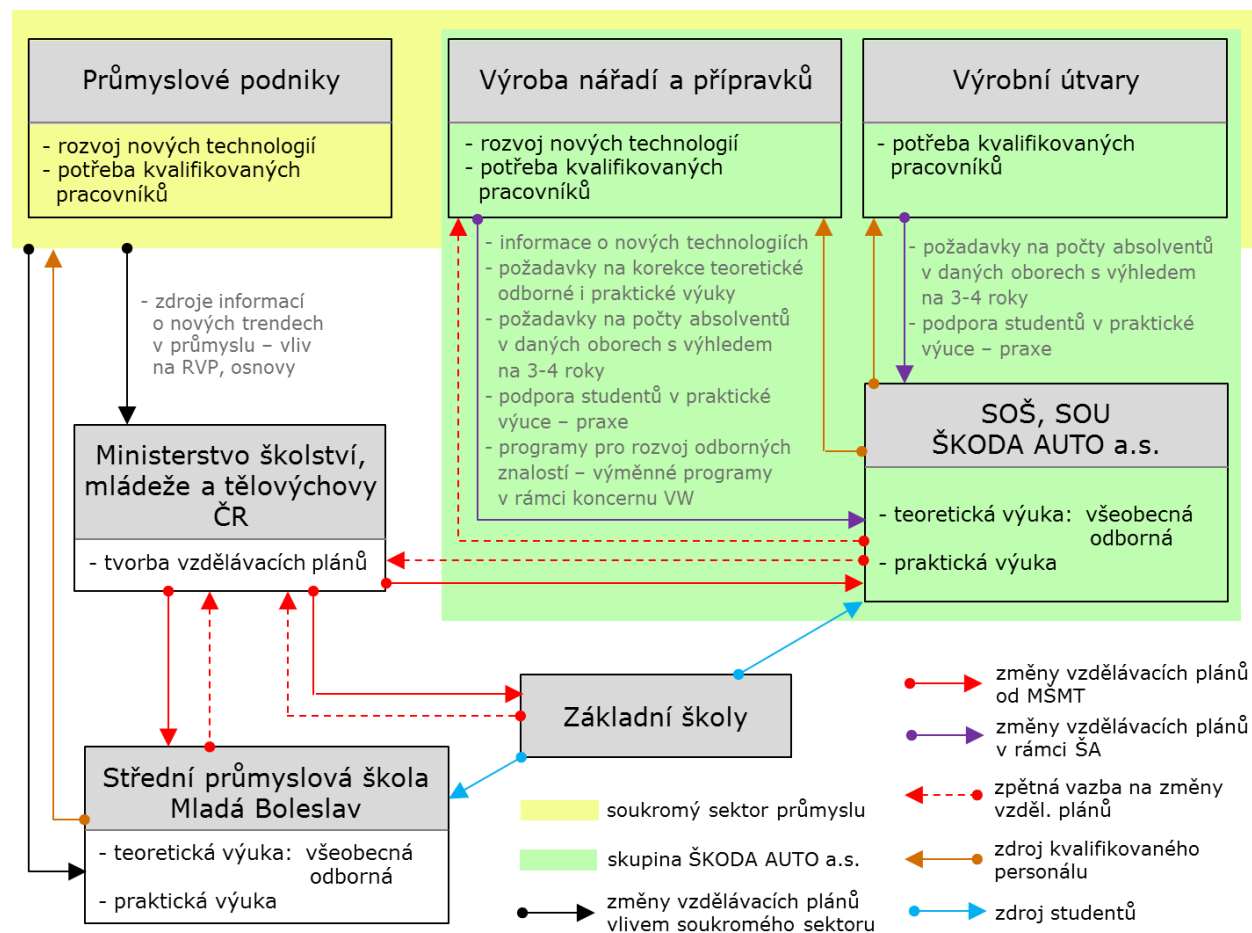 Průmyslové podniky
- rozvoj nových technologií
- potřeba kvalifikovaných
pracovníků
Výroba nářadí a přípravků
- rozvoj nových technologií
- potřeba kvalifikovaných
pracovníků
Výrobní útvary
- potřeba kvalifikovaných
pracovníků
- zdroje informací
o nových trendech
v průmyslu – vliv
na RVP, osnovy
- informace o nových technologiích
- požadavky na korekce teoretické
odborné i praktické výuky
- požadavky na počty absolventů
v daných oborech s výhledem
na 3-4 roky
- podpora studentů v praktické
výuce – praxe
- programy pro rozvoj odborných
znalostí – výměnné programy
v rámci koncernu VW
- požadavky na počty absolventů
v daných oborech s výhledem
na 3-4 roky
- podpora studentů v praktické
výuce – praxe
Ministerstvo školství,
mládeže a tělovýchovy
ČR
- tvorba vzdělávacích plánů
SOŠ, SOU
ŠKODA AUTO a.s.
- teoretická výuka: všeobecná
odborná
- praktická výuka
Základní školy
Střední průmyslová škola
Mladá Boleslav
- teoretická výuka: všeobecná
odborná
- praktická výuka
soukromý sektor průmyslu
skupina ŠKODA AUTO a.s.
změny vzdělávacích plánů
vlivem soukromého sektoru
změny vzdělávacích plánů
od MŠMT
změny vzdělávacích plánů
v rámci ŠA
zpětná vazba na změny
vzděl. plánů
zdroj kvalifikovaného
personálu
zdroj studentů